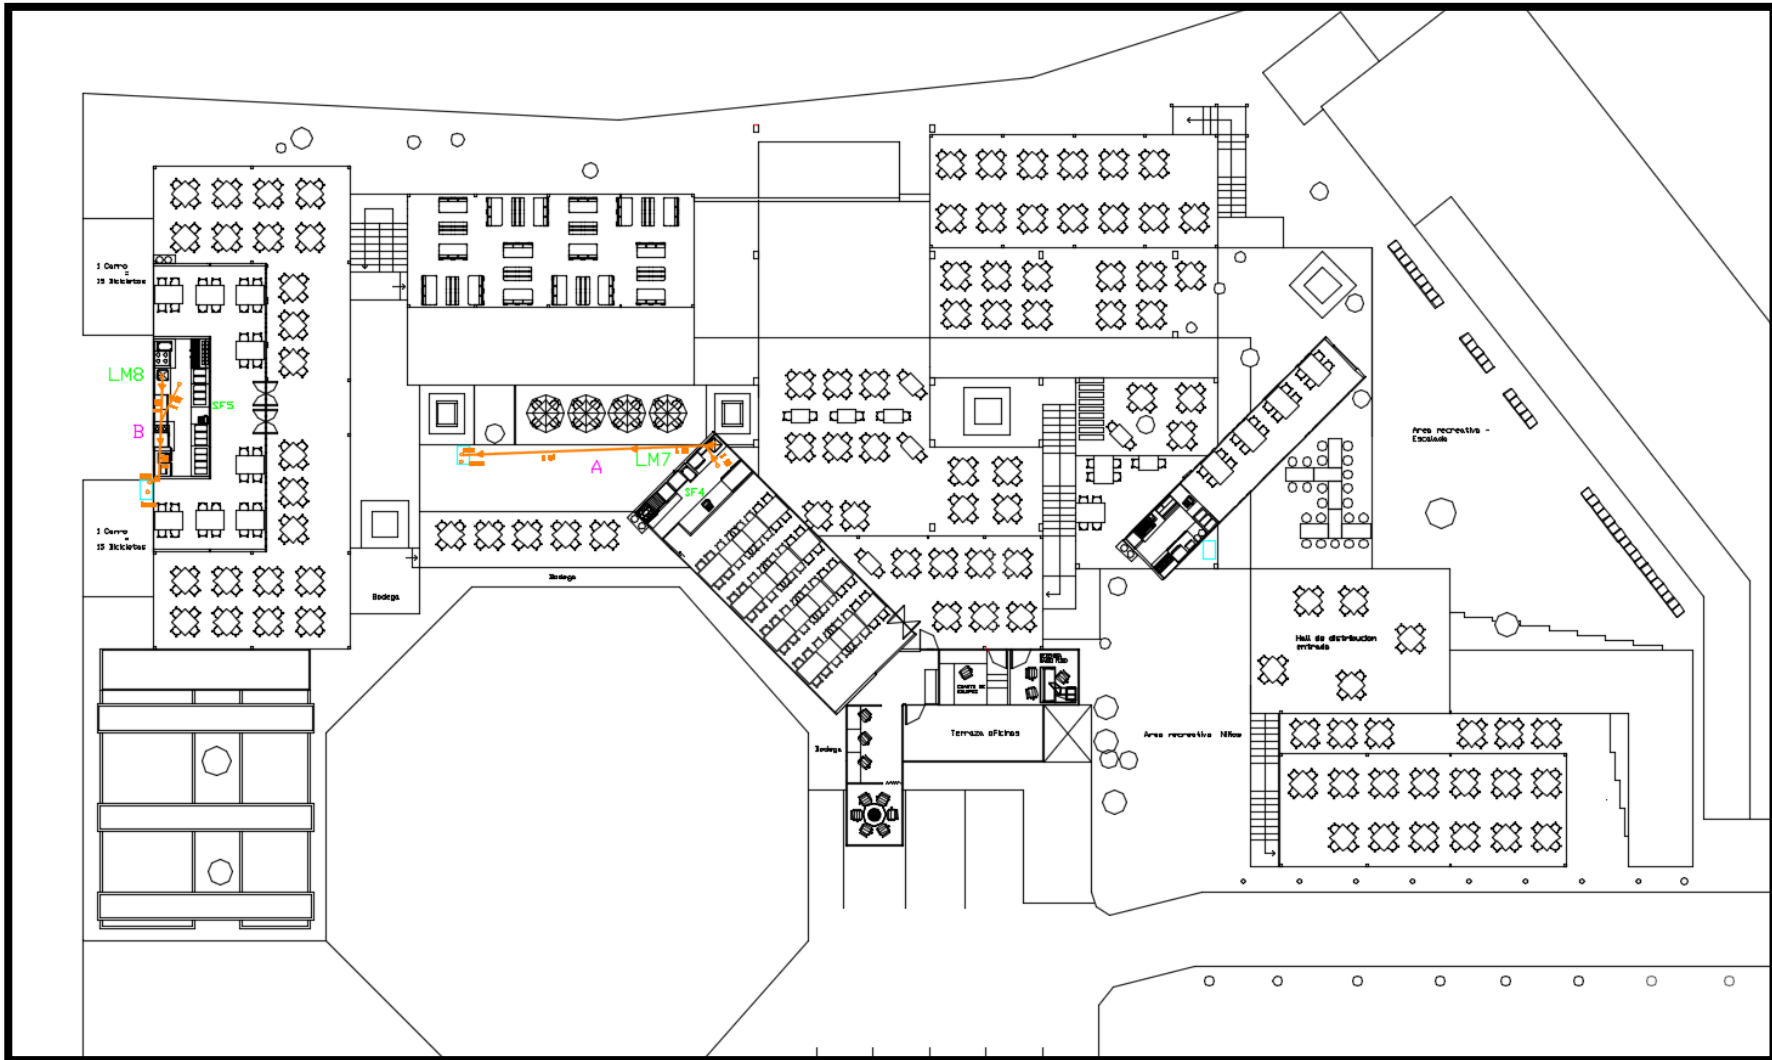 1 Carro
=
15 Bicicletas
LM8
SF5
B
LM7
A
SF4
Area recreativa -
Escalada
1 Carro
=
15 Bicicletas
Bodega
Bodega
Hall de distribucion
entrada
Bodega
Terraza oficinas
Area recreativa Niños